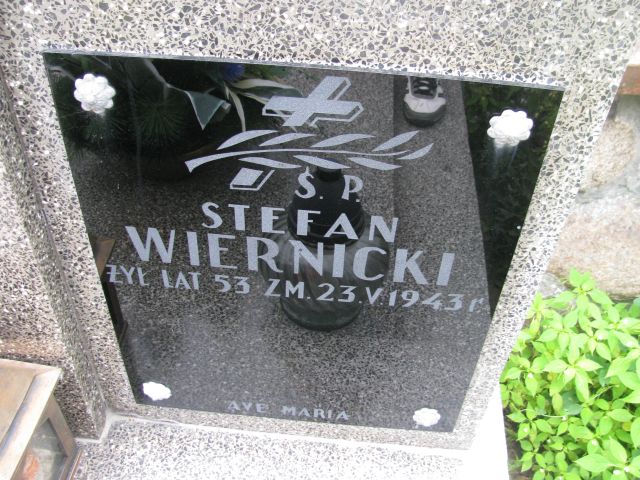 Ś. P.
STEFAN
WIERNICKI
ŻYŁ LAT 53 ZM. 23.V.1943 r.
AVE MARIA